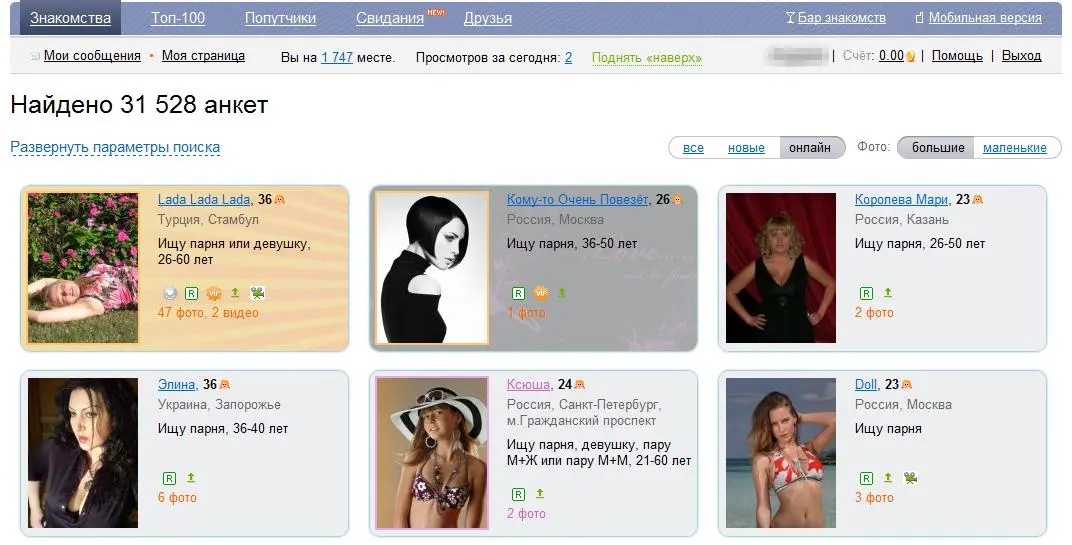 Знакомства Топ-100 Попутчики Свидания NEW! Друзья Бар знакомств Мобильная версия
Мои сообщения • Моя страница Вы на 1 747 месте. Просмотров за сегодня: 2 Поднять «наверх» | Счёт: 0.00 | Помощь | Выход
Найдено 31 528 анкет
Развернуть параметры поиска все новые онлайн Фото: большие маленькие
Lada Lada Lada, 36
Турция, Стамбул
Ищу парня или девушку,
26-60 лет
R VIP
47 фото, 2 видео
Кому-то Очень Повезёт, 26
Россия, Москва
Ищу парня, 36-50 лет
Love......
R VIP
1 фото
Королева Мари, 23
Россия, Казань
Ищу парня, 26-50 лет
R
2 фото
Элина, 36
Украина, Запорожье
Ищу парня, 36-40 лет
R
6 фото
Ксюша, 24
Россия, Санкт-Петербург,
м.Гражданский проспект
Ищу парня, девушку, пару
М+Ж или пару М+М, 21-60 лет
R
2 фото
Doll, 23
Россия, Москва
Ищу парня
R
3 фото